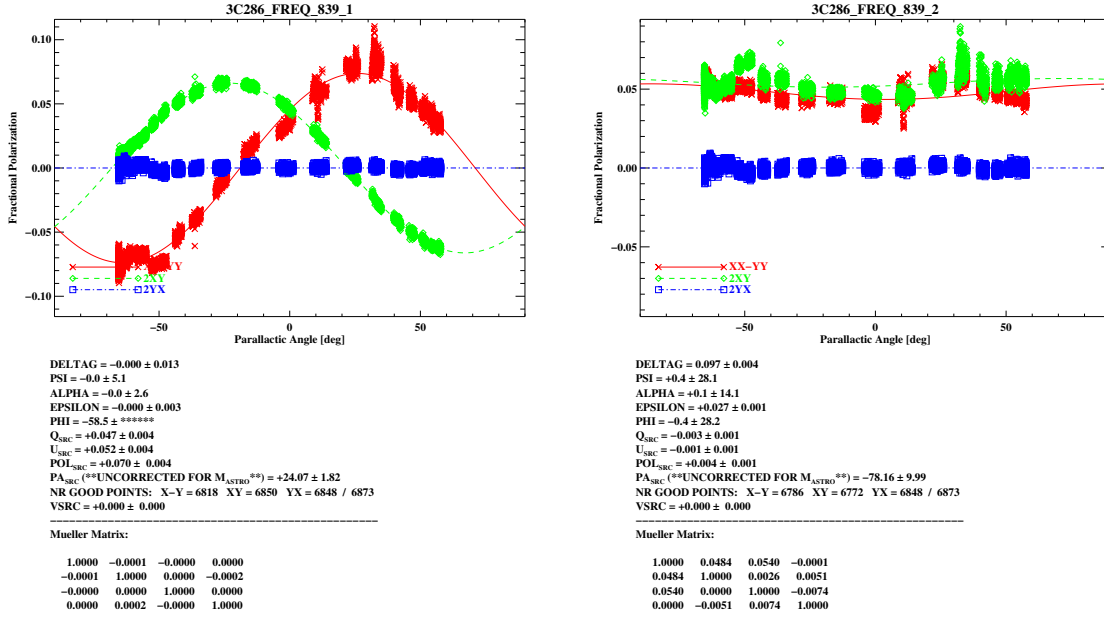 3C286_FREQ_839_1
0.10
0.05
0.00
−0.05
−0.10
Fractional Polarization
−50
0
50
Parallactic Angle [deg]
2XY
2YX
DELTAG = −0.000 ± 0.013
PSI = −0.0 ± 5.1
ALPHA = −0.0 ± 2.6
EPSILON = −0.000 ± 0.003
PHI = −58.5 ± ******
QSRC = +0.047 ± 0.004
USRC = +0.052 ± 0.004
POLSRC = +0.070 ± 0.004
PASRC (**UNCORRECTED FOR MASTRO**) = +24.07 ± 1.82
NR GOOD POINTS: X−Y = 6818 XY = 6850 YX = 6848 / 6873
VSRC = +0.000 ± 0.000
Mueller Matrix:
1.0000 −0.0001 −0.0000 0.0000
−0.0001 1.0000 0.0000 −0.0002
−0.0000 0.0000 1.0000 0.0000
0.0000 0.0002 −0.0000 1.0000
3C286_FREQ_839_2
0.05
0.00
−0.05
Fractional Polarization
−50
0
50
Parallactic Angle [deg]
XX−YY
2XY
2YX
DELTAG = 0.097 ± 0.004
PSI = +0.4 ± 28.1
ALPHA = +0.1 ± 14.1
EPSILON = +0.027 ± 0.001
PHI = −0.4 ± 28.2
QSRC = −0.003 ± 0.001
USRC = −0.001 ± 0.001
POLSRC = +0.004 ± 0.001
PASRC (**UNCORRECTED FOR MASTRO**) = −78.16 ± 9.99
NR GOOD POINTS: X−Y = 6786 XY = 6772 YX = 6848 / 6873
VSRC = +0.000 ± 0.000
Mueller Matrix:
1.0000 0.0484 0.0540 −0.0001
0.0484 1.0000 0.0026 0.0051
0.0540 0.0000 1.0000 −0.0074
0.0000 −0.0051 0.0074 1.0000